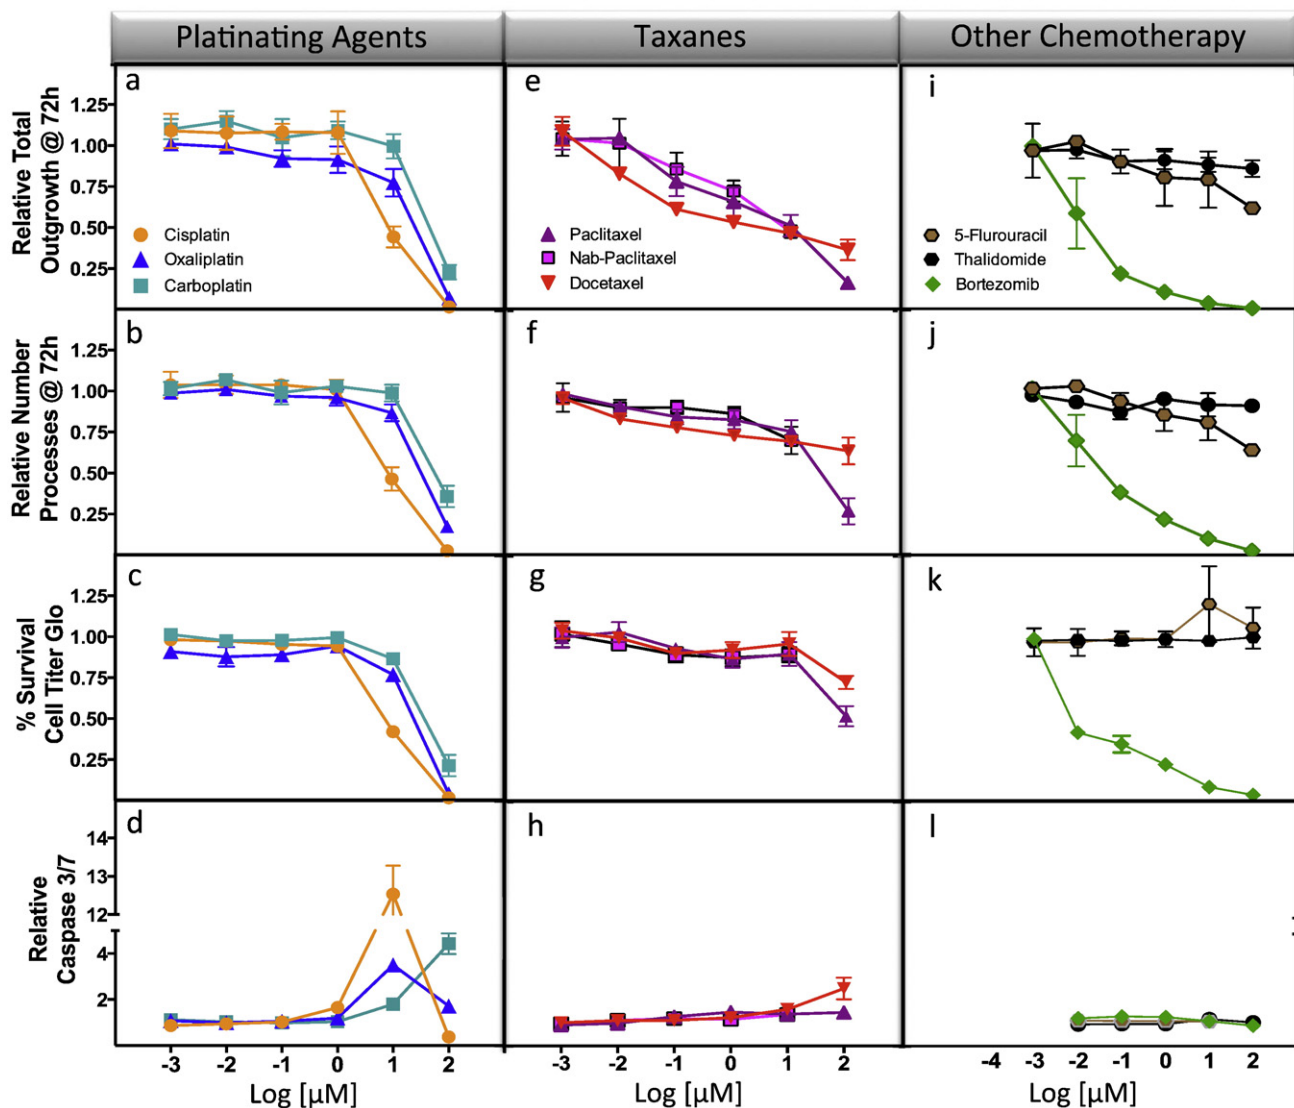 Platinating Agents
Taxanes
Other Chemotherapy
Relative Total
Outgrowth @ 72h
1.25
1.00
0.75
0.50
0.25
a
Cisplatin
Oxaliplatin
Carboplatin
e
Paclitaxel
Nab-Paclitaxel
Docetaxel
i
5-Flurouracil
Thalidomide
Bortezomib
Relative Number
Processes @ 72h
1.25
1.00
0.75
0.50
0.25
b
f
j
% Survival
Cell Titer Glo
1.25
1.00
0.75
0.50
0.25
c
g
k
Relative
Caspase 3/7
14
13
12
4
2
d
h
l
-3 -2 -1 0 1 2
Log [µM]
-3 -2 -1 0 1 2
Log [µM]
-4 -3 -2 -1 0 1 2
Log [µM]